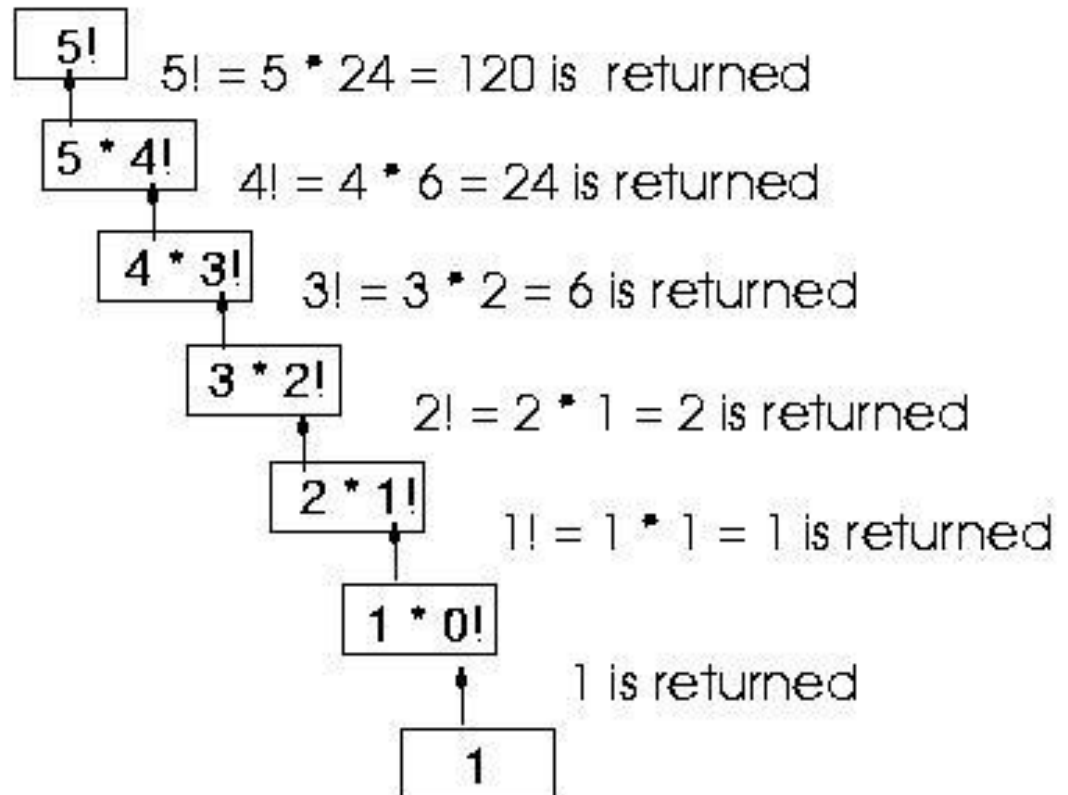 5!
5! = 5 * 24 = 120 is returned
5 * 4!
4! = 4 * 6 = 24 is returned
4 * 3!
3! = 3 * 2 = 6 is returned
3 * 2!
2! = 2 * 1 = 2 is returned
2 * 1!
1! = 1 * 1 = 1 is returned
1 * 0!
1 is returned
1